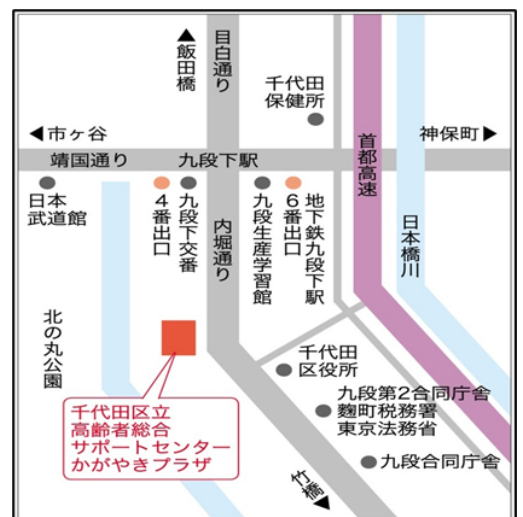 ▲飯田橋
目白通り
千代田
保健所
◀市ヶ谷
神保町▶
靖国通り
九段下駅
首都高速
日本
武道館
4番出口
九段下交番
内堀通り
九段生産学習館
6番出口
地下鉄九段下駅
日本橋川
北の丸公園
千代田
区役所
千代田区立
高齢者総合
サポートセンター
かがやきプラザ
九段第2合同庁舎
麴町税務署
東京法務省
九段合同庁舎
竹橋▼